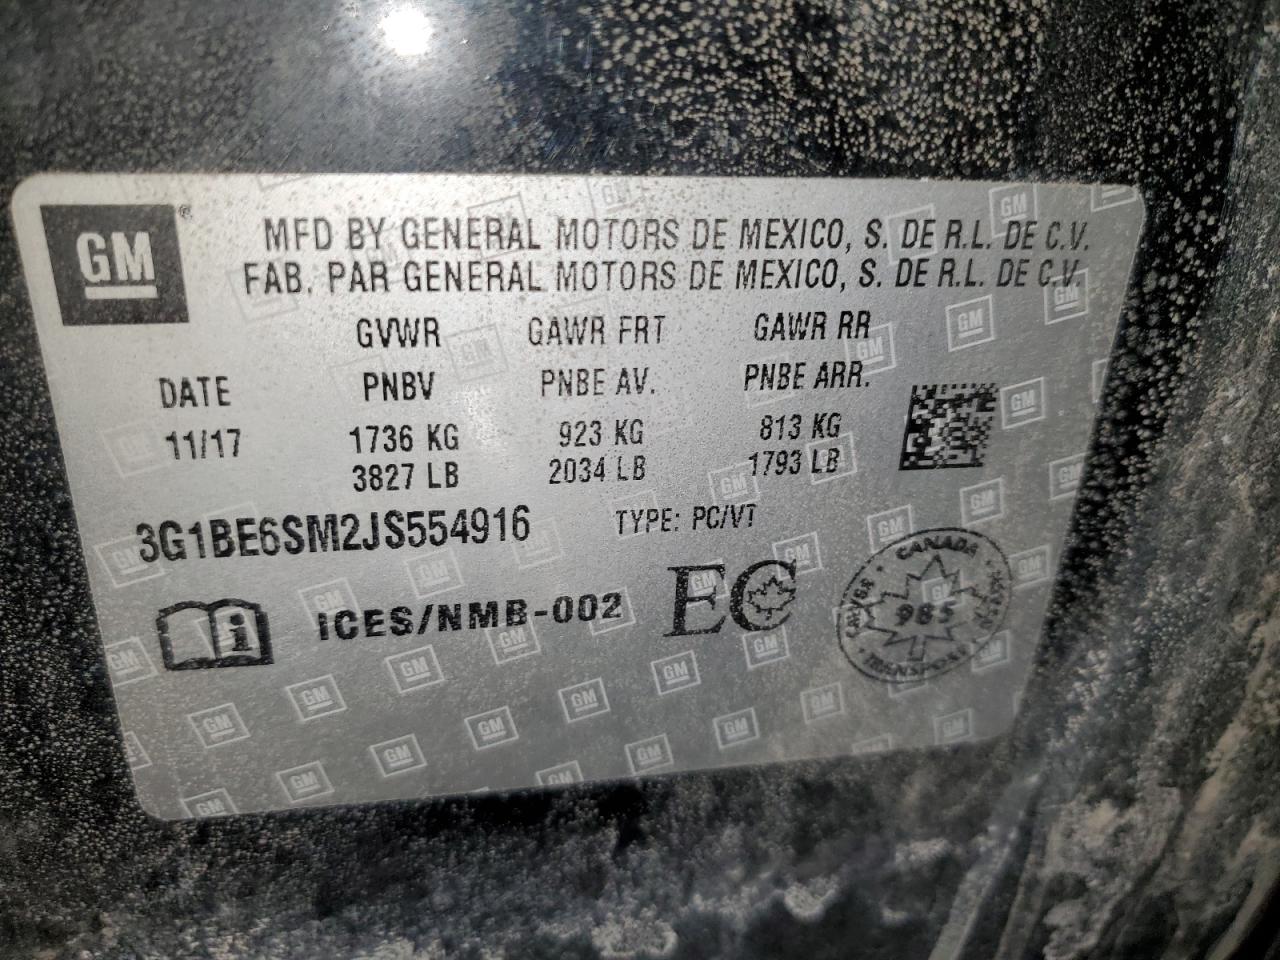 GM®
MFD BY GENERAL MOTORS DE MEXICO, S. DE R.L. DE C.V.
FAB. PAR GENERAL MOTORS DE MEXICO, S. DE R.L. DE C.V.
GVWR GAWR FRT GAWR RR
DATE PNBV PNBE AV. PNBE ARR.
11/17 1736 KG 923 KG 813 KG
3827 LB 2034 LB 1793 LB
3G1BE6SM2JS554916 TYPE: PC/VT
i ICES/NMB-002 EC
CANADA
985
TRANSPORT